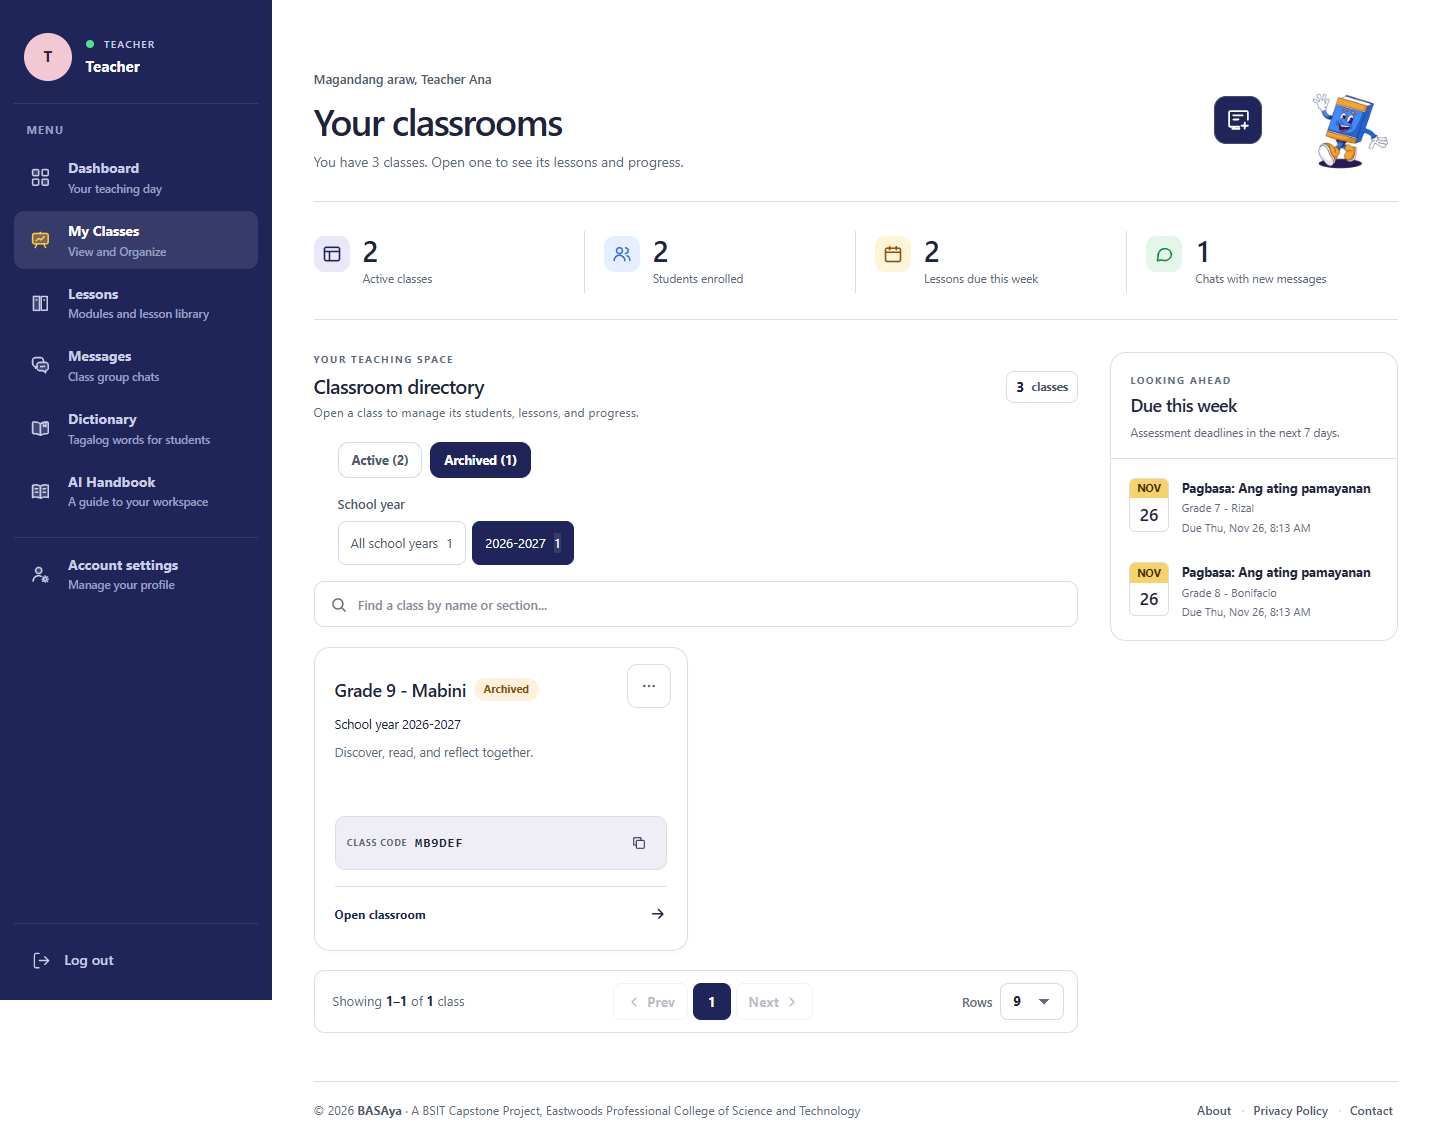 T
TEACHER
Teacher
MENU
Dashboard
Your teaching day
My Classes
View and Organize
Lessons
Modules and lesson library
Messages
Class group chats
Dictionary
Tagalog words for students
AI Handbook
A guide to your workspace
Account settings
Manage your profile
Log out
Magandang araw, Teacher Ana
Your classrooms
You have 3 classes. Open one to see its lessons and progress.
2
Active classes
2
Students enrolled
2
Lessons due this week
1
Chats with new messages
YOUR TEACHING SPACE
Classroom directory
Open a class to manage its students, lessons, and progress.
3 classes
Active (2)
Archived (1)
School year
All school years 1
2026-2027 1
Find a class by name or section...
Grade 9 - Mabini
Archived
School year 2026-2027
Discover, read, and reflect together.
CLASS CODE MB9DEF
Open classroom
Showing 1–1 of 1 class
Prev
1
Next
Rows
9
LOOKING AHEAD
Due this week
Assessment deadlines in the next 7 days.
NOV
26
Pagbasa: Ang ating pamayanan
Grade 7 - Rizal
Due Thu, Nov 26, 8:13 AM
NOV
26
Pagbasa: Ang ating pamayanan
Grade 8 - Bonifacio
Due Thu, Nov 26, 8:13 AM
© 2026 BASAya · A BSIT Capstone Project, Eastwoods Professional College of Science and Technology
About · Privacy Policy · Contact